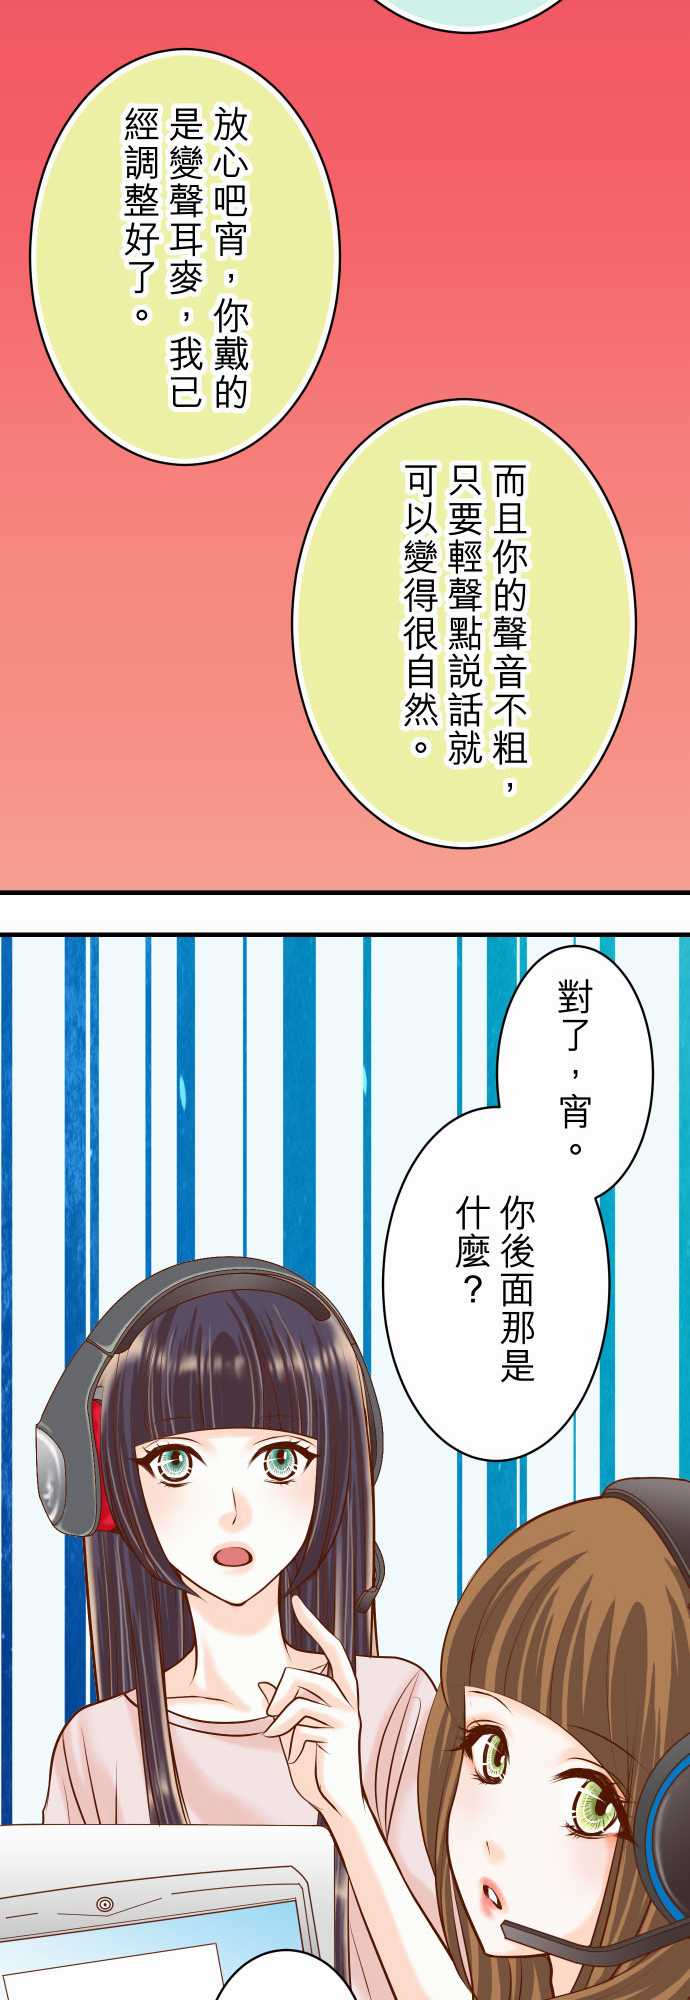 放心吧宵，你戴的
是變聲耳麥，我已
經調整好了。
而且你的聲音不粗，
只要輕聲點說話就
可以變得很自然。
對了，宵。
你後面那是
什麼？